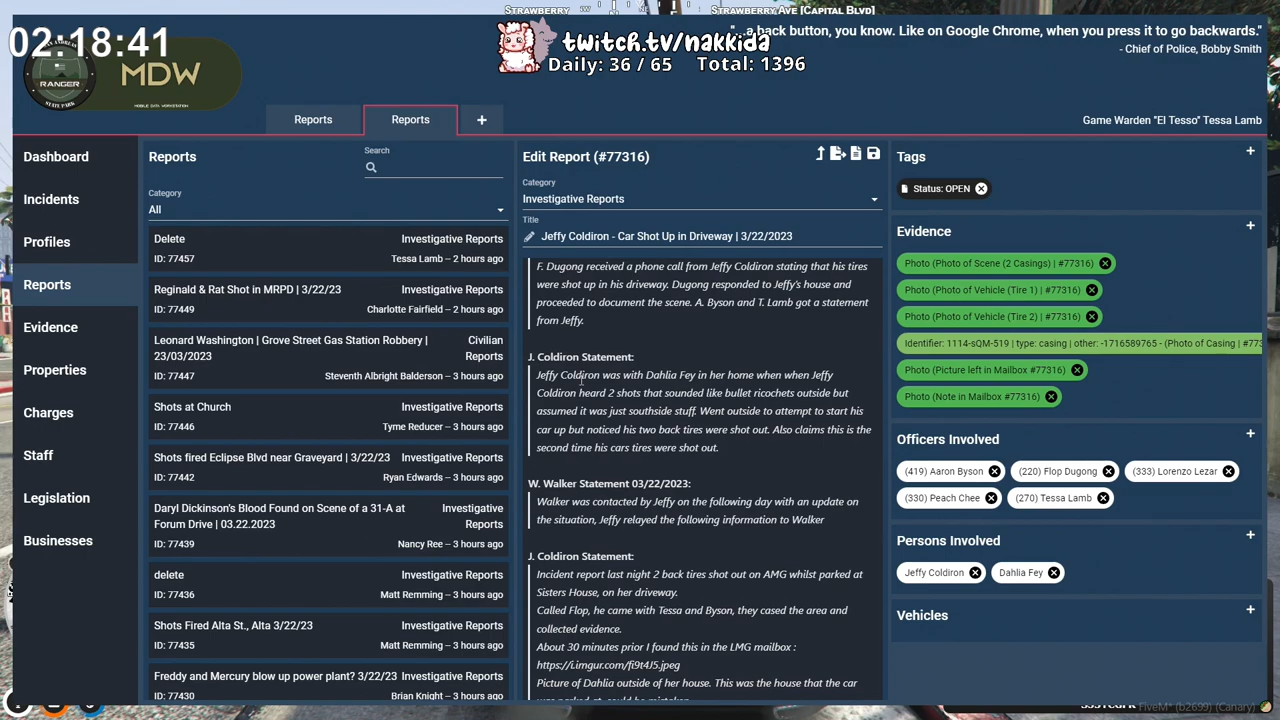 STRAWBERRY
STRAWBERRY AVE [CAPITAL BLVD]
02:18:41
RANGER
STATE PARK
MDW
MOBILE DATA WORKSTATION
twitch.tv/nakkida
Daily: 36 / 65 Total: 1396
back button, you know. Like on Google Chrome, when you press it to go backwards."
- Chief of Police, Bobby Smith
Reports
Reports
+
Game Warden "El Tesso" Tessa Lamb
Dashboard
Incidents
Profiles
Reports
Evidence
Properties
Charges
Staff
Legislation
Businesses
Reports
Search
Category
All
Delete Investigative Reports
ID: 77457 Tessa Lamb – 2 hours ago
Reginald & Rat Shot in MRPD | 3/22/23 Investigative Reports
ID: 77449 Charlotte Fairfield – 2 hours ago
Leonard Washington | Grove Street Gas Station Robbery | Civilian
23/03/2023 Reports
ID: 77447 Steventh Albright Balderson – 3 hours ago
Shots at Church Investigative Reports
ID: 77446 Tyme Reducer – 3 hours ago
Shots fired Eclipse Blvd near Graveyard | 3/22/23 Investigative Reports
ID: 77442 Ryan Edwards – 3 hours ago
Daryl Dickinson's Blood Found on Scene of a 31-A at Investigative
Forum Drive | 03.22.2023 Reports
ID: 77439 Nancy Ree – 3 hours ago
delete Investigative Reports
ID: 77436 Matt Remming – 3 hours ago
Shots Fired Alta St., Alta 3/22/23 Investigative Reports
ID: 77435 Matt Remming – 3 hours ago
Freddy and Mercury blow up power plant? 3/22/23 Investigative Reports
ID: 77430 Brian Knight – 3 hours ago
Edit Report (#77316)
Category
Investigative Reports
Title
Jeffy Coldiron - Car Shot Up in Driveway | 3/22/2023
F. Dugong received a phone call from Jeffy Coldiron stating that his tires
were shot up in his driveway. Dugong responded to Jeffy's house and
proceeded to document the scene. A. Byson and T. Lamb got a statement
from Jeffy.
J. Coldiron Statement:
Jeffy Coldiron was with Dahlia Fey in her home when when Jeffy
Coldiron heard 2 shots that sounded like bullet ricochets outside but
assumed it was just southside stuff. Went outside to attempt to start his
car up but noticed his two back tires were shot out. Also claims this is the
second time his cars tires were shot out.
W. Walker Statement 03/22/2023:
Walker was contacted by Jeffy on the following day with an update on
the situation, Jeffy relayed the following information to Walker
J. Coldiron Statement:
Incident report last night 2 back tires shot out on AMG whilst parked at
Sisters House, on her driveway.
Called Flop, he came with Tessa and Byson, they cased the area and
collected evidence.
About 30 minutes prior I found this in the LMG mailbox :
https://i.imgur.com/fi9t4J5.jpeg
Picture of Dahlia outside of her house. This was the house that the car
was parked at, could be mistaken
Tags
+
Status: OPEN
Evidence
+
Photo (Photo of Scene (2 Casings) | #77316)
Photo (Photo of Vehicle (Tire 1) | #77316)
Photo (Photo of Vehicle (Tire 2) | #77316)
Identifier: 1114-sQM-519 | type: casing | other: -1716589765 - (Photo of Casing | #773
Photo (Picture left in Mailbox #77316)
Photo (Note in Mailbox #77316)
Officers Involved
+
(419) Aaron Byson
(220) Flop Dugong
(333) Lorenzo Lezar
(330) Peach Chee
(270) Tessa Lamb
Persons Involved
+
Jeffy Coldiron
Dahlia Fey
Vehicles
+
FiveM* (b2699) (Canary)